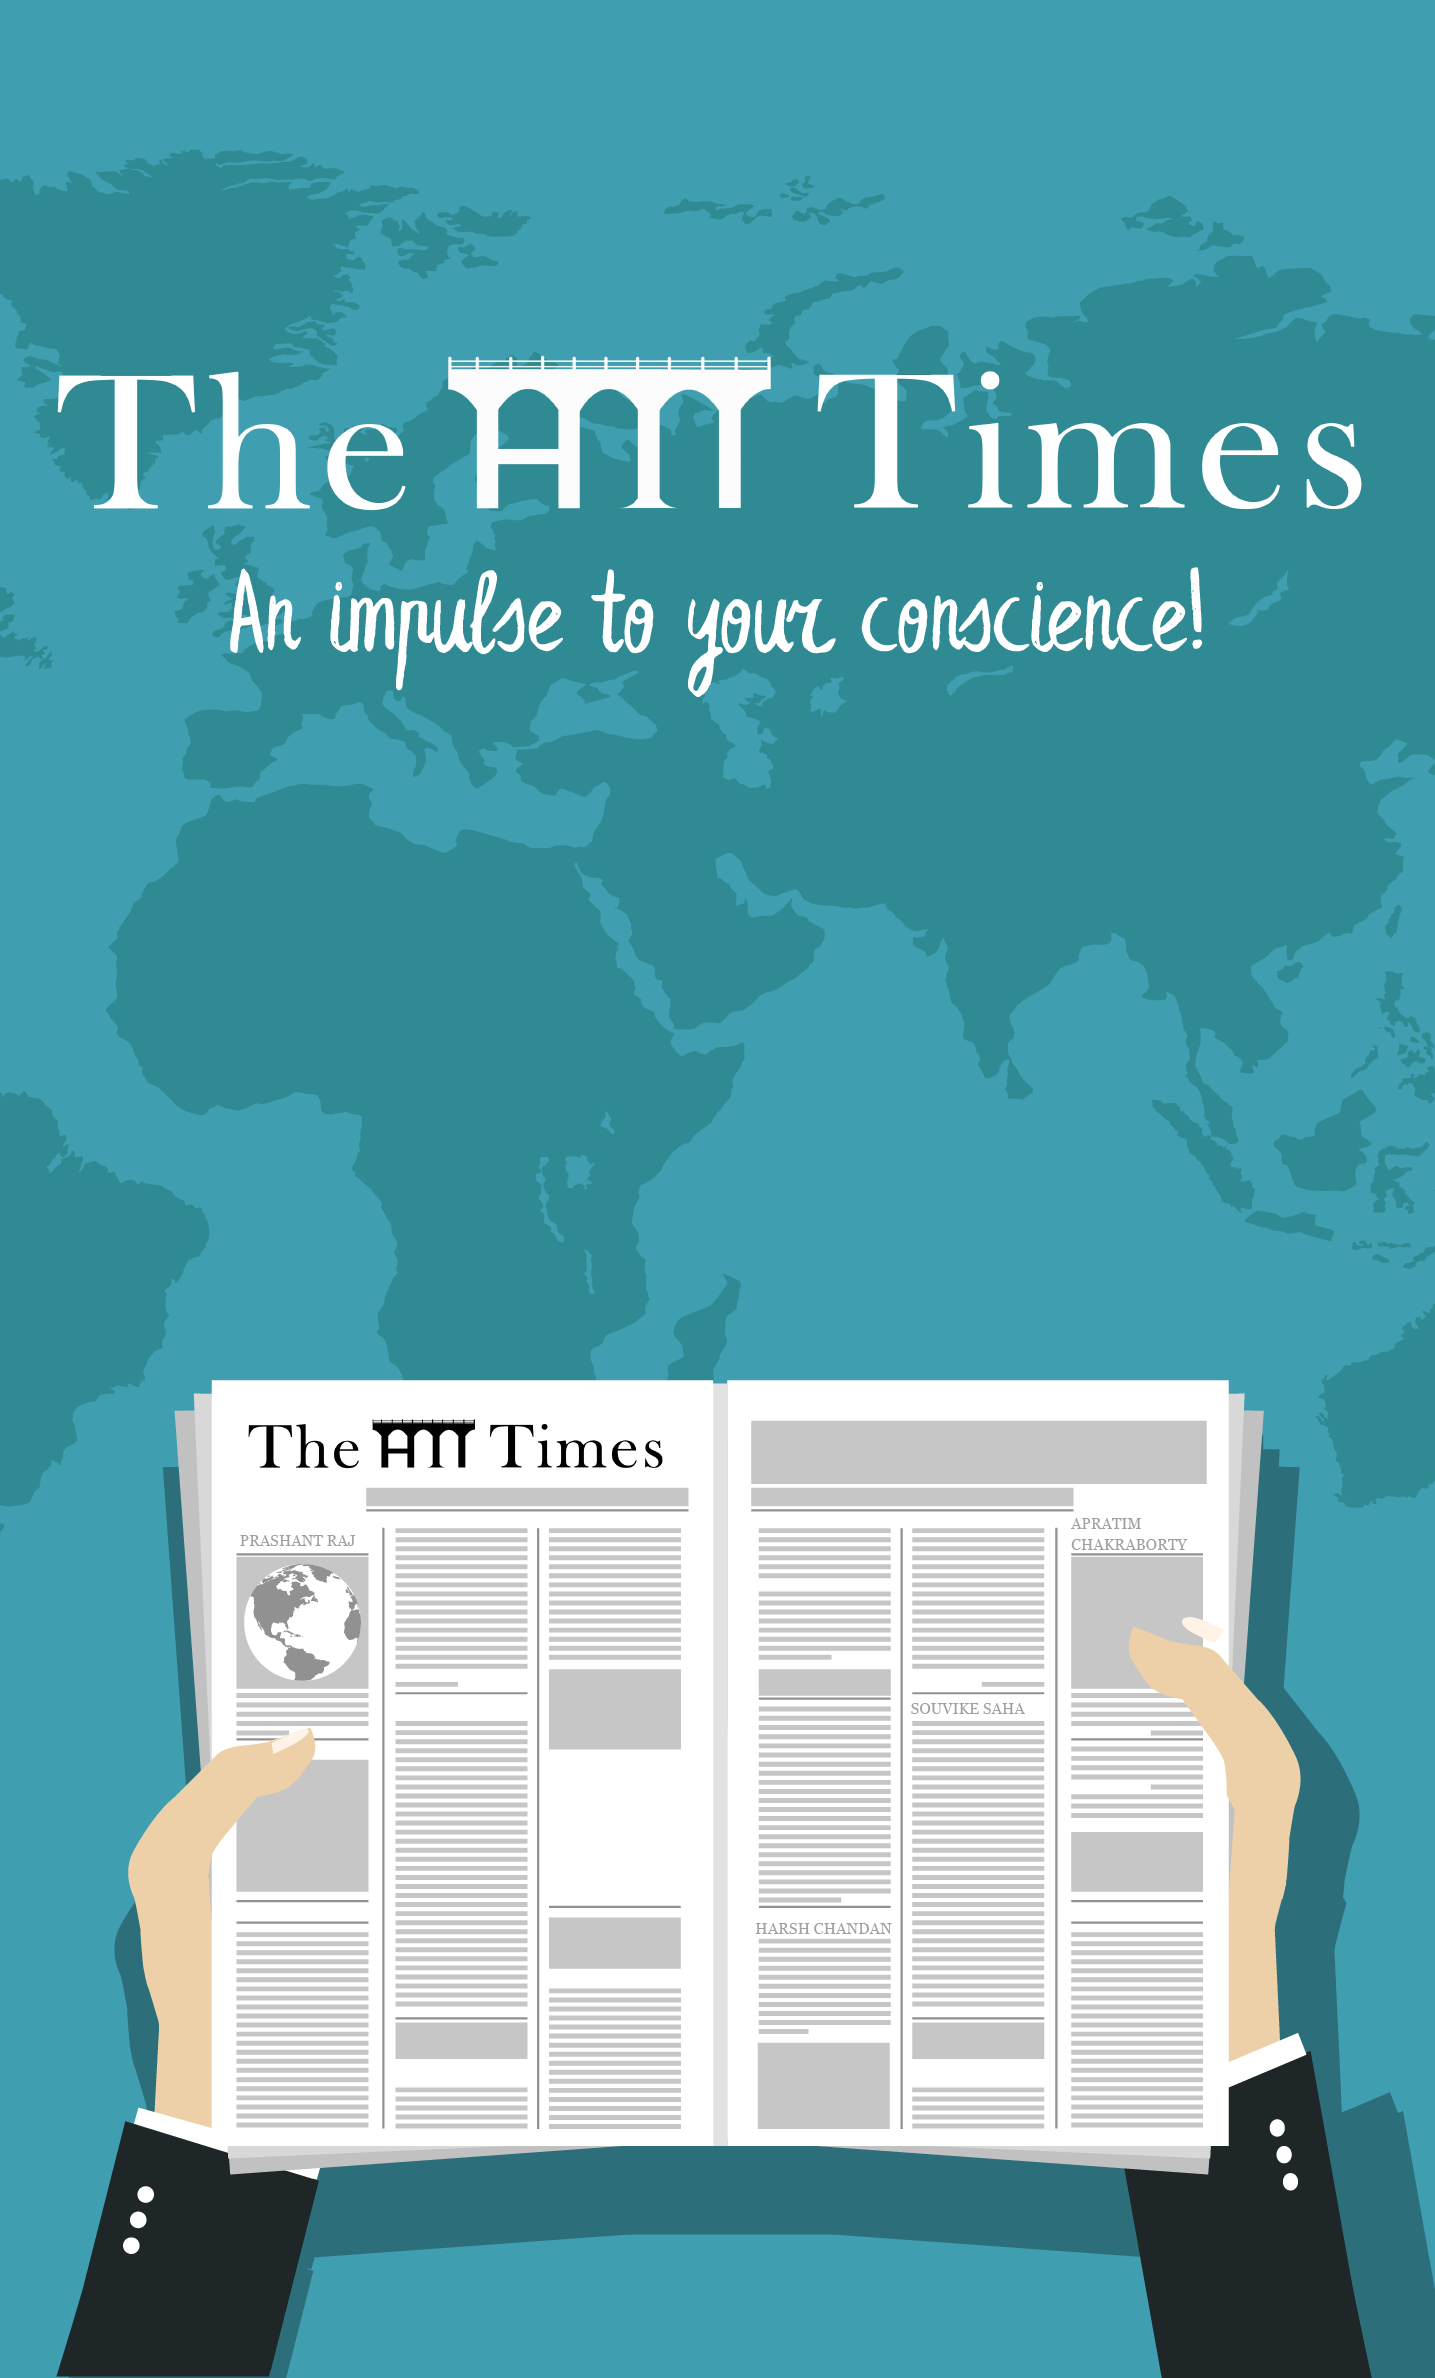 The Times
An impulse to your conscience!
The Times
PRASHANT RAJ
APRATIM
CHAKRABORTY
SOUVIKE SAHA
HARSH CHANDAN